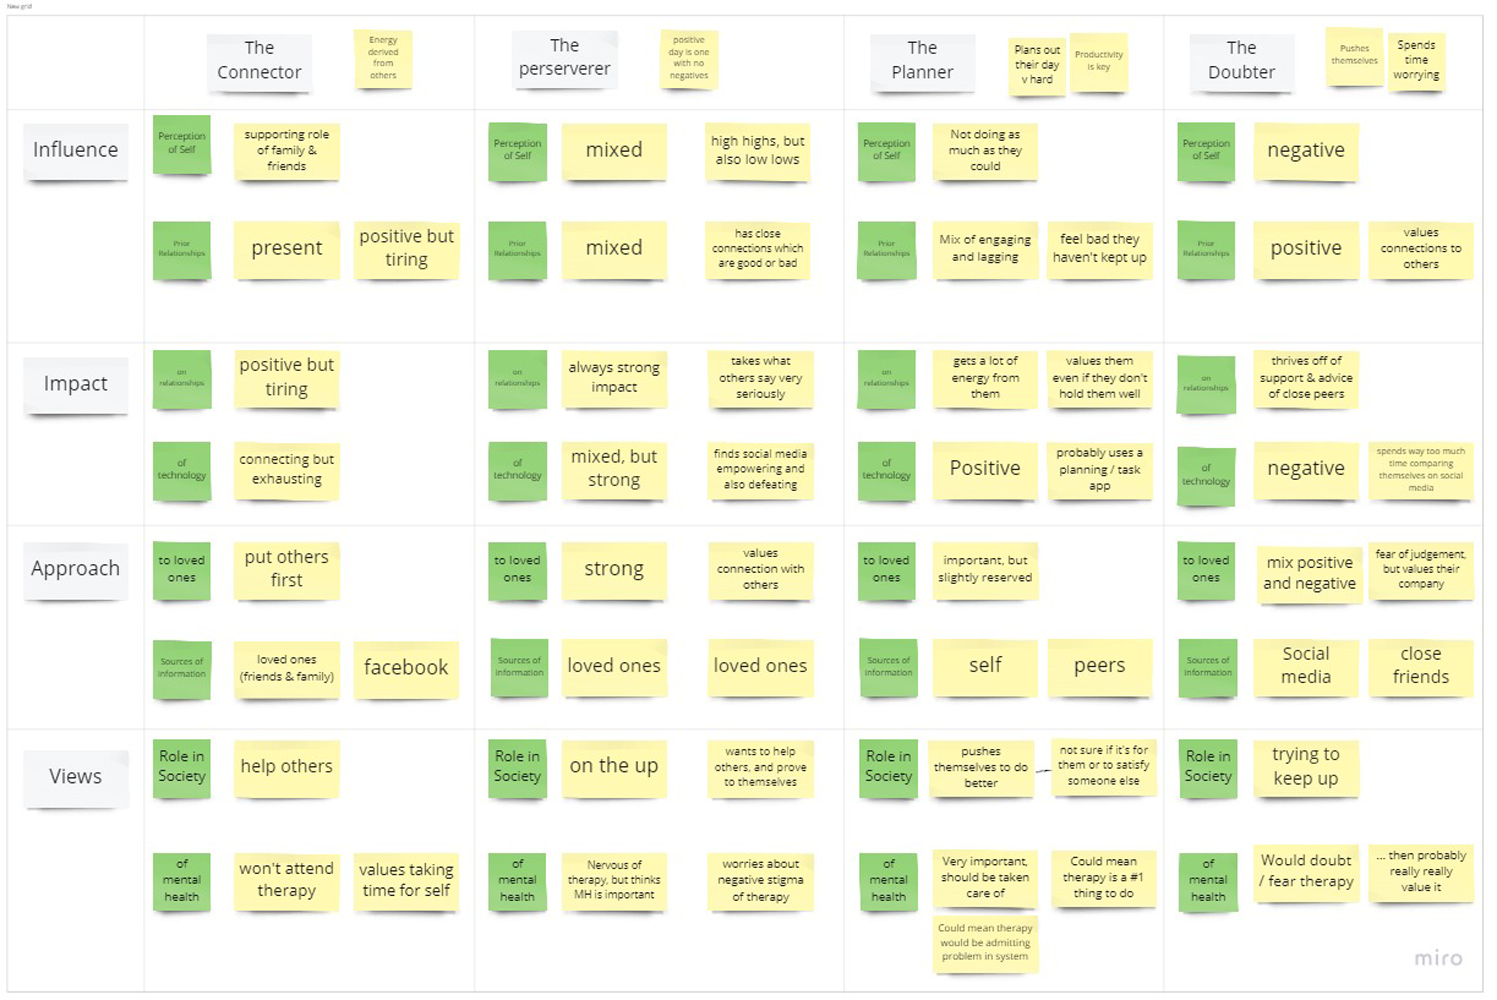 New grid
The
Connector
Energy
derived
from
others
The
perserverer
positive
day is one
with no
negatives
The
Planner
Plans out
their day
v hard
Productivity
is key
The
Doubter
Pushes
themselves
Spends
time
worrying
Influence
Perception
of Self
supporting role
of family &
friends
Perception
of Self
mixed
high highs, but
also low lows
Perception
of Self
Not doing as
much as they
could
Perception
of Self
negative
Prior
Relationships
present
positive but
tiring
Prior
Relationships
mixed
has close
connections which
are good or bad
Prior
Relationships
Mix of engaging
and lagging
feel bad they
haven't kept up
Prior
Relationships
positive
values
connections to
others
Impact
on
relationships
positive but
tiring
on
relationships
always strong
impact
takes what
others say very
seriously
on
relationships
gets a lot of
energy from
them
values them
even if they don't
hold them well
on
relationships
thrives off of
support & advice
of close peers
of
technology
connecting but
exhausting
of
technology
mixed, but
strong
finds social media
empowering and
also defeating
of
technology
Positive
probably uses a
planning / task
app
of
technology
negative
spends way too much
time comparing
themselves on social
media
Approach
to loved
ones
put others
first
to loved
ones
strong
values
connection with
others
to loved
ones
important, but
slightly reserved
to loved
ones
mix positive
and negative
fear of judgement,
but values their
company
Sources of
Information
loved ones
(friends & family)
facebook
Sources of
Information
loved ones
loved ones
Sources of
Information
self
peers
Sources of
Information
Social
media
close
friends
Views
Role in
Society
help others
Role in
Society
on the up
wants to help
others, and prove
to themselves
Role in
Society
pushes
themselves to do
better
not sure if it's for
them or to satisfy
someone else
Role in
Society
trying to
keep up
of
mental
health
won't attend
therapy
values taking
time for self
of
mental
health
Nervous of
therapy, but thinks
MH is important
worries about
negative stigma
of therapy
of
mental
health
Very important,
should be taken
care of
Could mean
therapy is a #1
thing to do
Could mean therapy
would be admitting
problem in system
of
mental
health
Would doubt
/ fear therapy
... then probably
really really
value it
miro